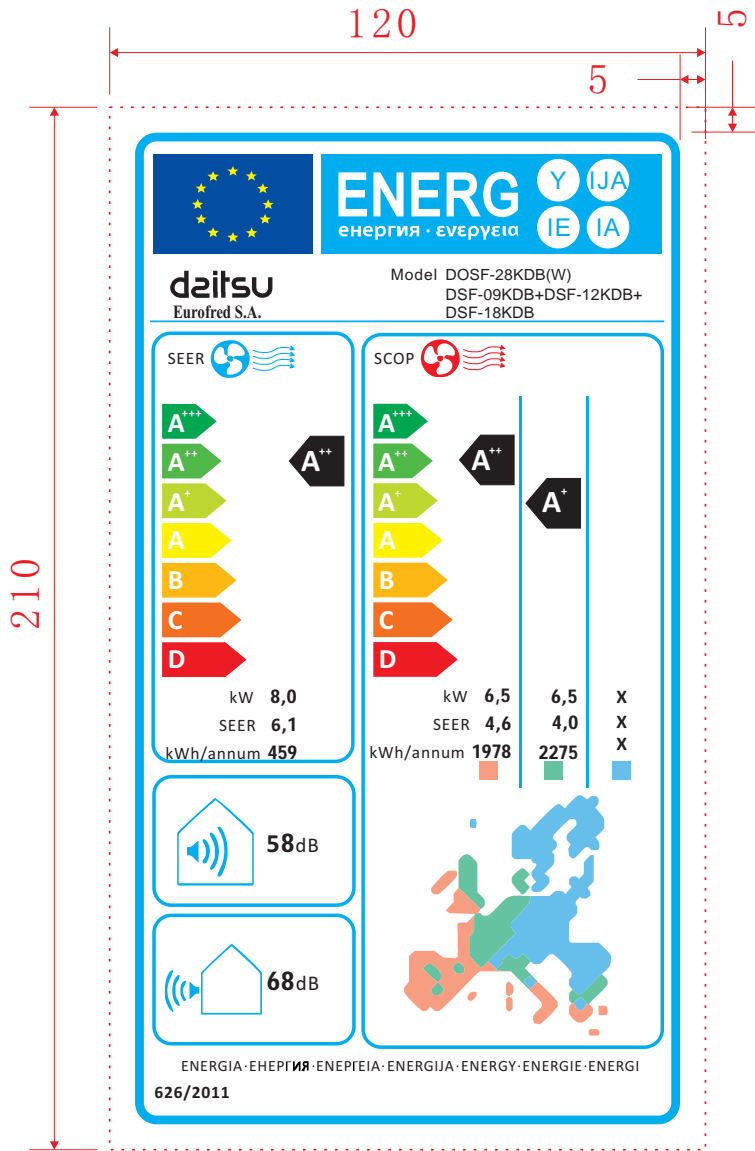 120
5
5
210
ENERG
енергия · ενεργεια
Y IJA
IE IA
daitsu
Eurofred S.A.
Model DOSF-28KDB(W)
DSF-09KDB+DSF-12KDB+
DSF-18KDB
SEER
A+++
A++
A+
A
B
C
D
A++
kW 8,0
SEER 6,1
kWh/annum 459
SCOP
A+++
A++
A+
A
B
C
D
A++
A+
kW 6,5 6,5 X
SEER 4,6 4,0 X
kWh/annum 1978 2275 X
58dB
68dB
ENERGIA·ЕНЕРГИЯ·ΕΝΕΡΓΕΙΑ·ENERGIJA·ENERGY·ENERGIE·ENERGI
626/2011